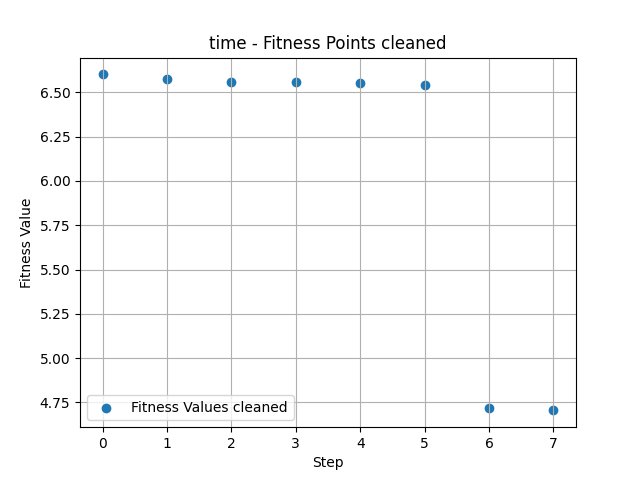 time - Fitness Points cleaned
Fitness Value
6.50
6.25
6.00
5.75
5.50
5.25
5.00
4.75
Fitness Values cleaned
0 1 2 3 4 5 6 7
Step